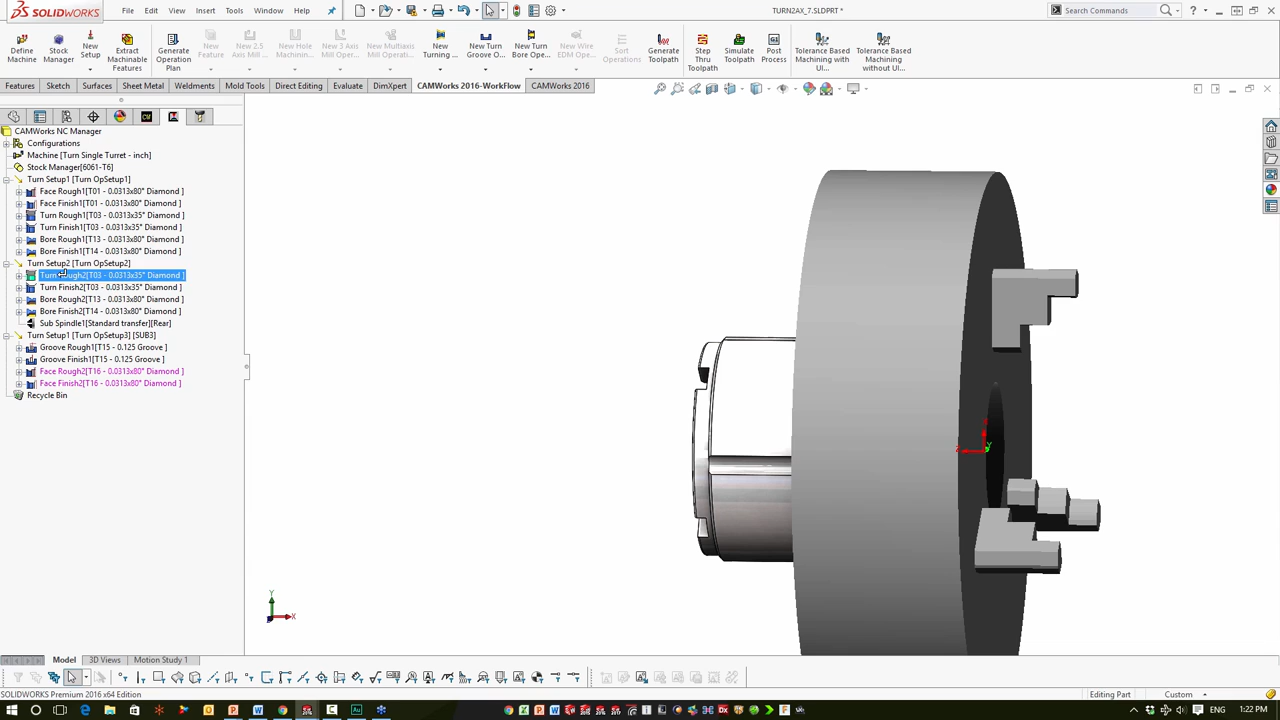 SOLIDWORKS
File Edit View Insert Tools Window Help
TURN2AX_7.SLDPRT *
Search Commands
Define Machine
Stock Manager
New Setup
Extract Machinable Features
Generate Operation Plan
New Feature
New 2.5 Axis Mill ...
New Hole Machinin...
New 3 Axis Mill Oper...
New Multiaxis Mill Operati...
New Turning ...
New Turn Groove O...
New Turn Bore Ope...
New Wire EDM Ope...
Sort Operations
Generate Toolpath
Step Thru Toolpath
Simulate Toolpath
Post Process
Tolerance Based Machining with UI...
Tolerance Based Machining without UI...
Features Sketch Surfaces Sheet Metal Weldments Mold Tools Direct Editing Evaluate DimXpert CAMWorks 2016-WorkFlow CAMWorks 2016
CAMWorks NC Manager
Configurations
Machine [Turn Single Turret - inch]
Stock Manager[6061-T6]
Turn Setup1 [Turn OpSetup1]
Face Rough1[T01 - 0.0313x80° Diamond ]
Face Finish1[T01 - 0.0313x80° Diamond ]
Turn Rough1[T03 - 0.0313x35° Diamond ]
Turn Finish1[T03 - 0.0313x35° Diamond ]
Bore Rough1[T13 - 0.0313x80° Diamond ]
Bore Finish1[T14 - 0.0313x80° Diamond ]
Turn Setup2 [Turn OpSetup2]
Turn Rough2[T03 - 0.0313x35° Diamond ]
Turn Finish2[T03 - 0.0313x35° Diamond ]
Bore Rough2[T13 - 0.0313x80° Diamond ]
Bore Finish2[T14 - 0.0313x80° Diamond ]
Sub Spindle1[Standard transfer][Rear]
Turn Setup1 [Turn OpSetup3] [SUB3]
Groove Rough1[T15 - 0.125 Groove ]
Groove Finish1[T15 - 0.125 Groove ]
Face Rough2[T16 - 0.0313x80° Diamond ]
Face Finish2[T16 - 0.0313x80° Diamond ]
Recycle Bin
Y
Y
X
Model 3D Views Motion Study 1
SOLIDWORKS Premium 2016 x64 Edition
Editing Part
Custom
1:22 PM